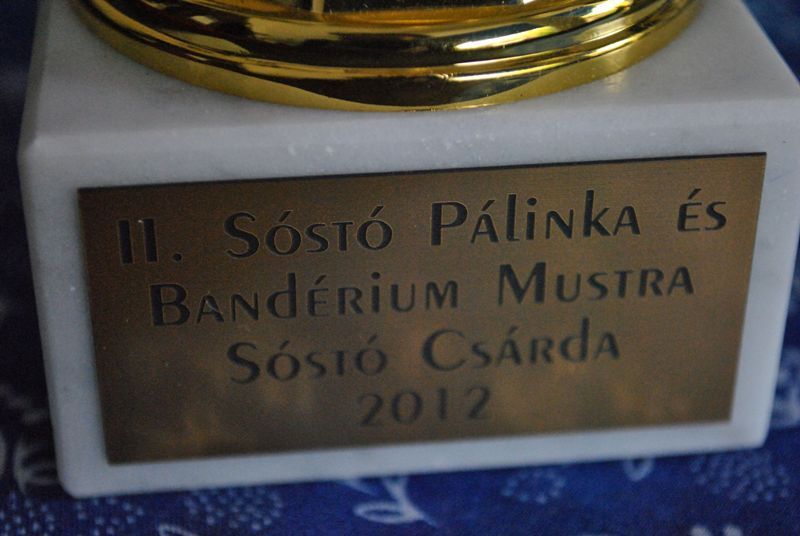 II. Sóstó Pálinka és
Bandérium Mustra
Sóstó Csárda
2012